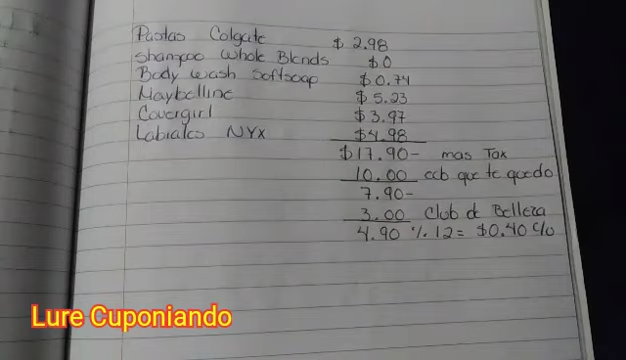 Pastas Colgate $2.98
Shampoo Whole Blends $0
Body wash Softsoap $0.74
Maybelline $5.23
Covergirl $3.97
Labiales NYX $4.98
$17.90- mas Tax
10.00 ecb que te quedo
7.90-
3.00 Club de Belleza
4.90 % 12= $0.40 c/o
Lure Cuponiando